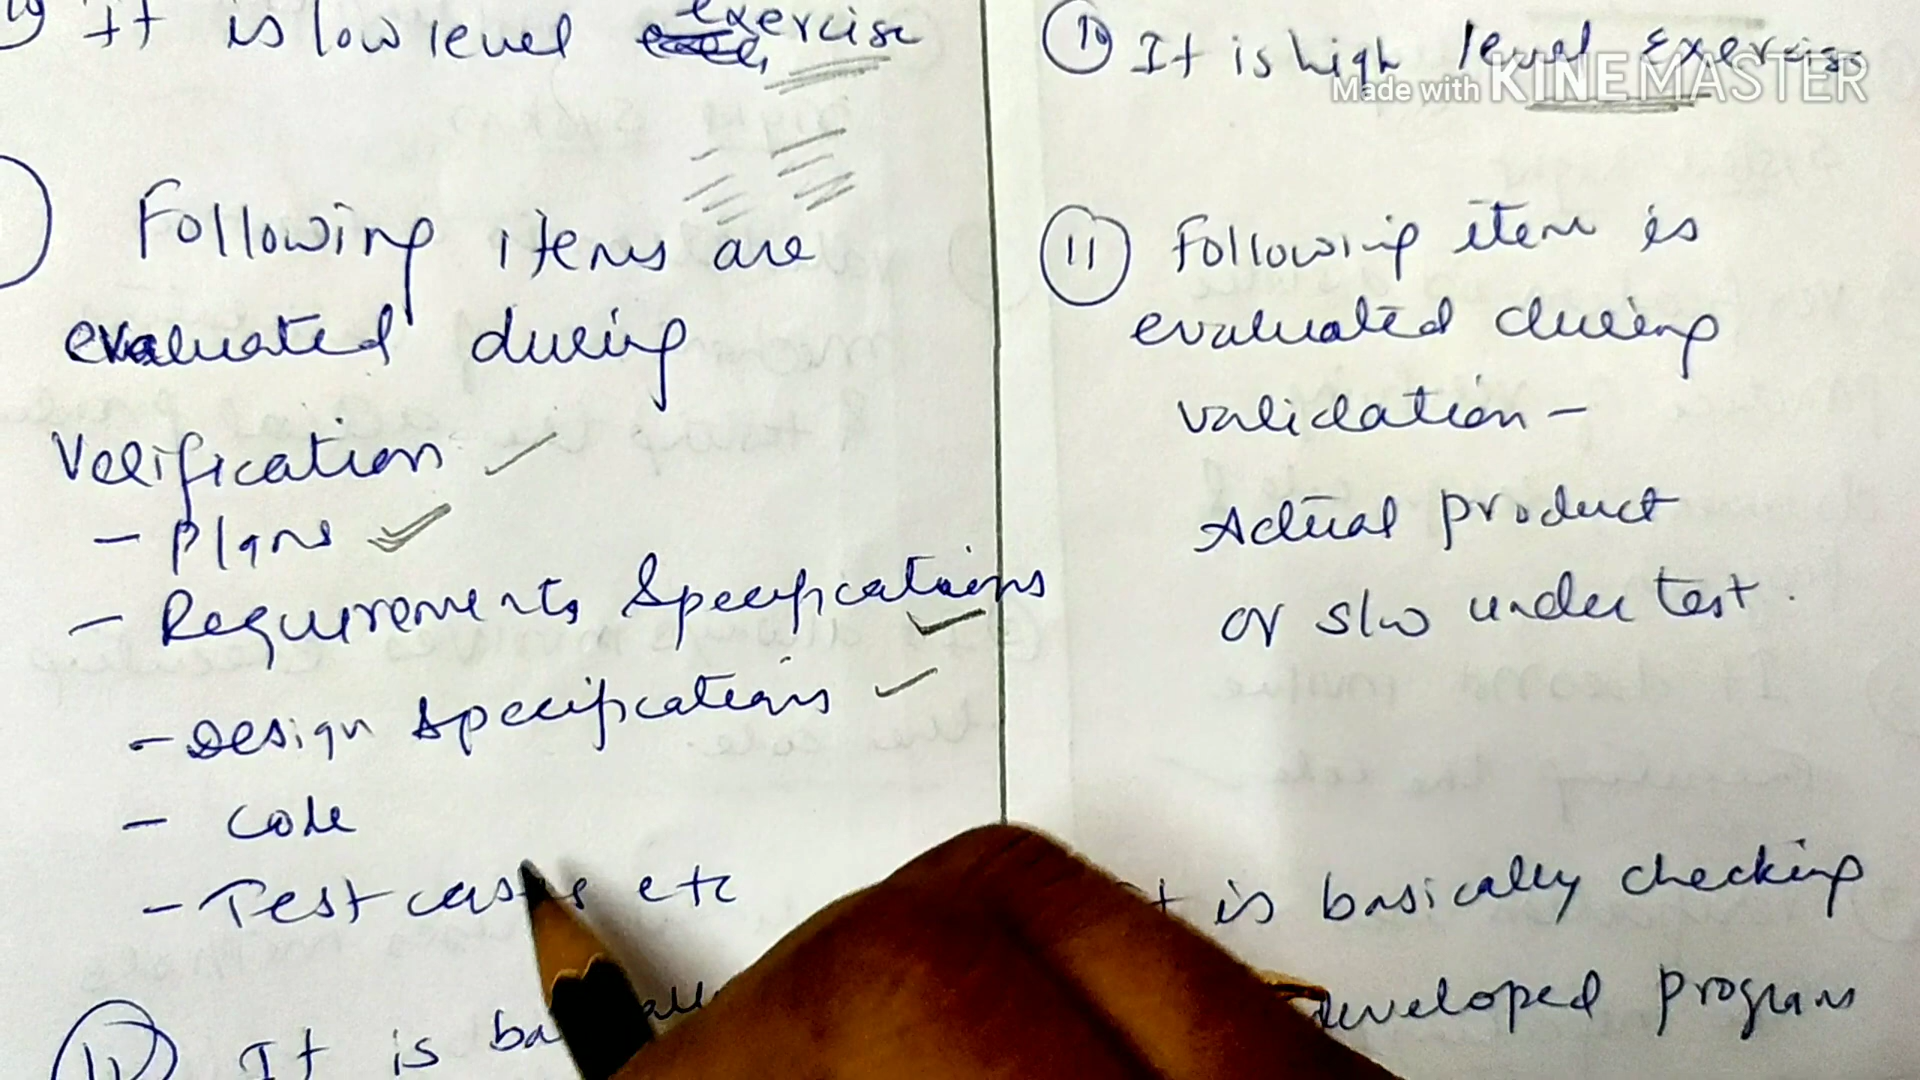 It is low level exercise
Following items are
evaluated during
Verification
- Plans
- Requirements Specifications
- Design Specifications
- Code
- Test cases etc
It is
10 It is high level exercise
Made with KINEMASTER
11 Following item is
evaluated during
validation -
Actual product
or s/w under test.
is basically checking
developed program